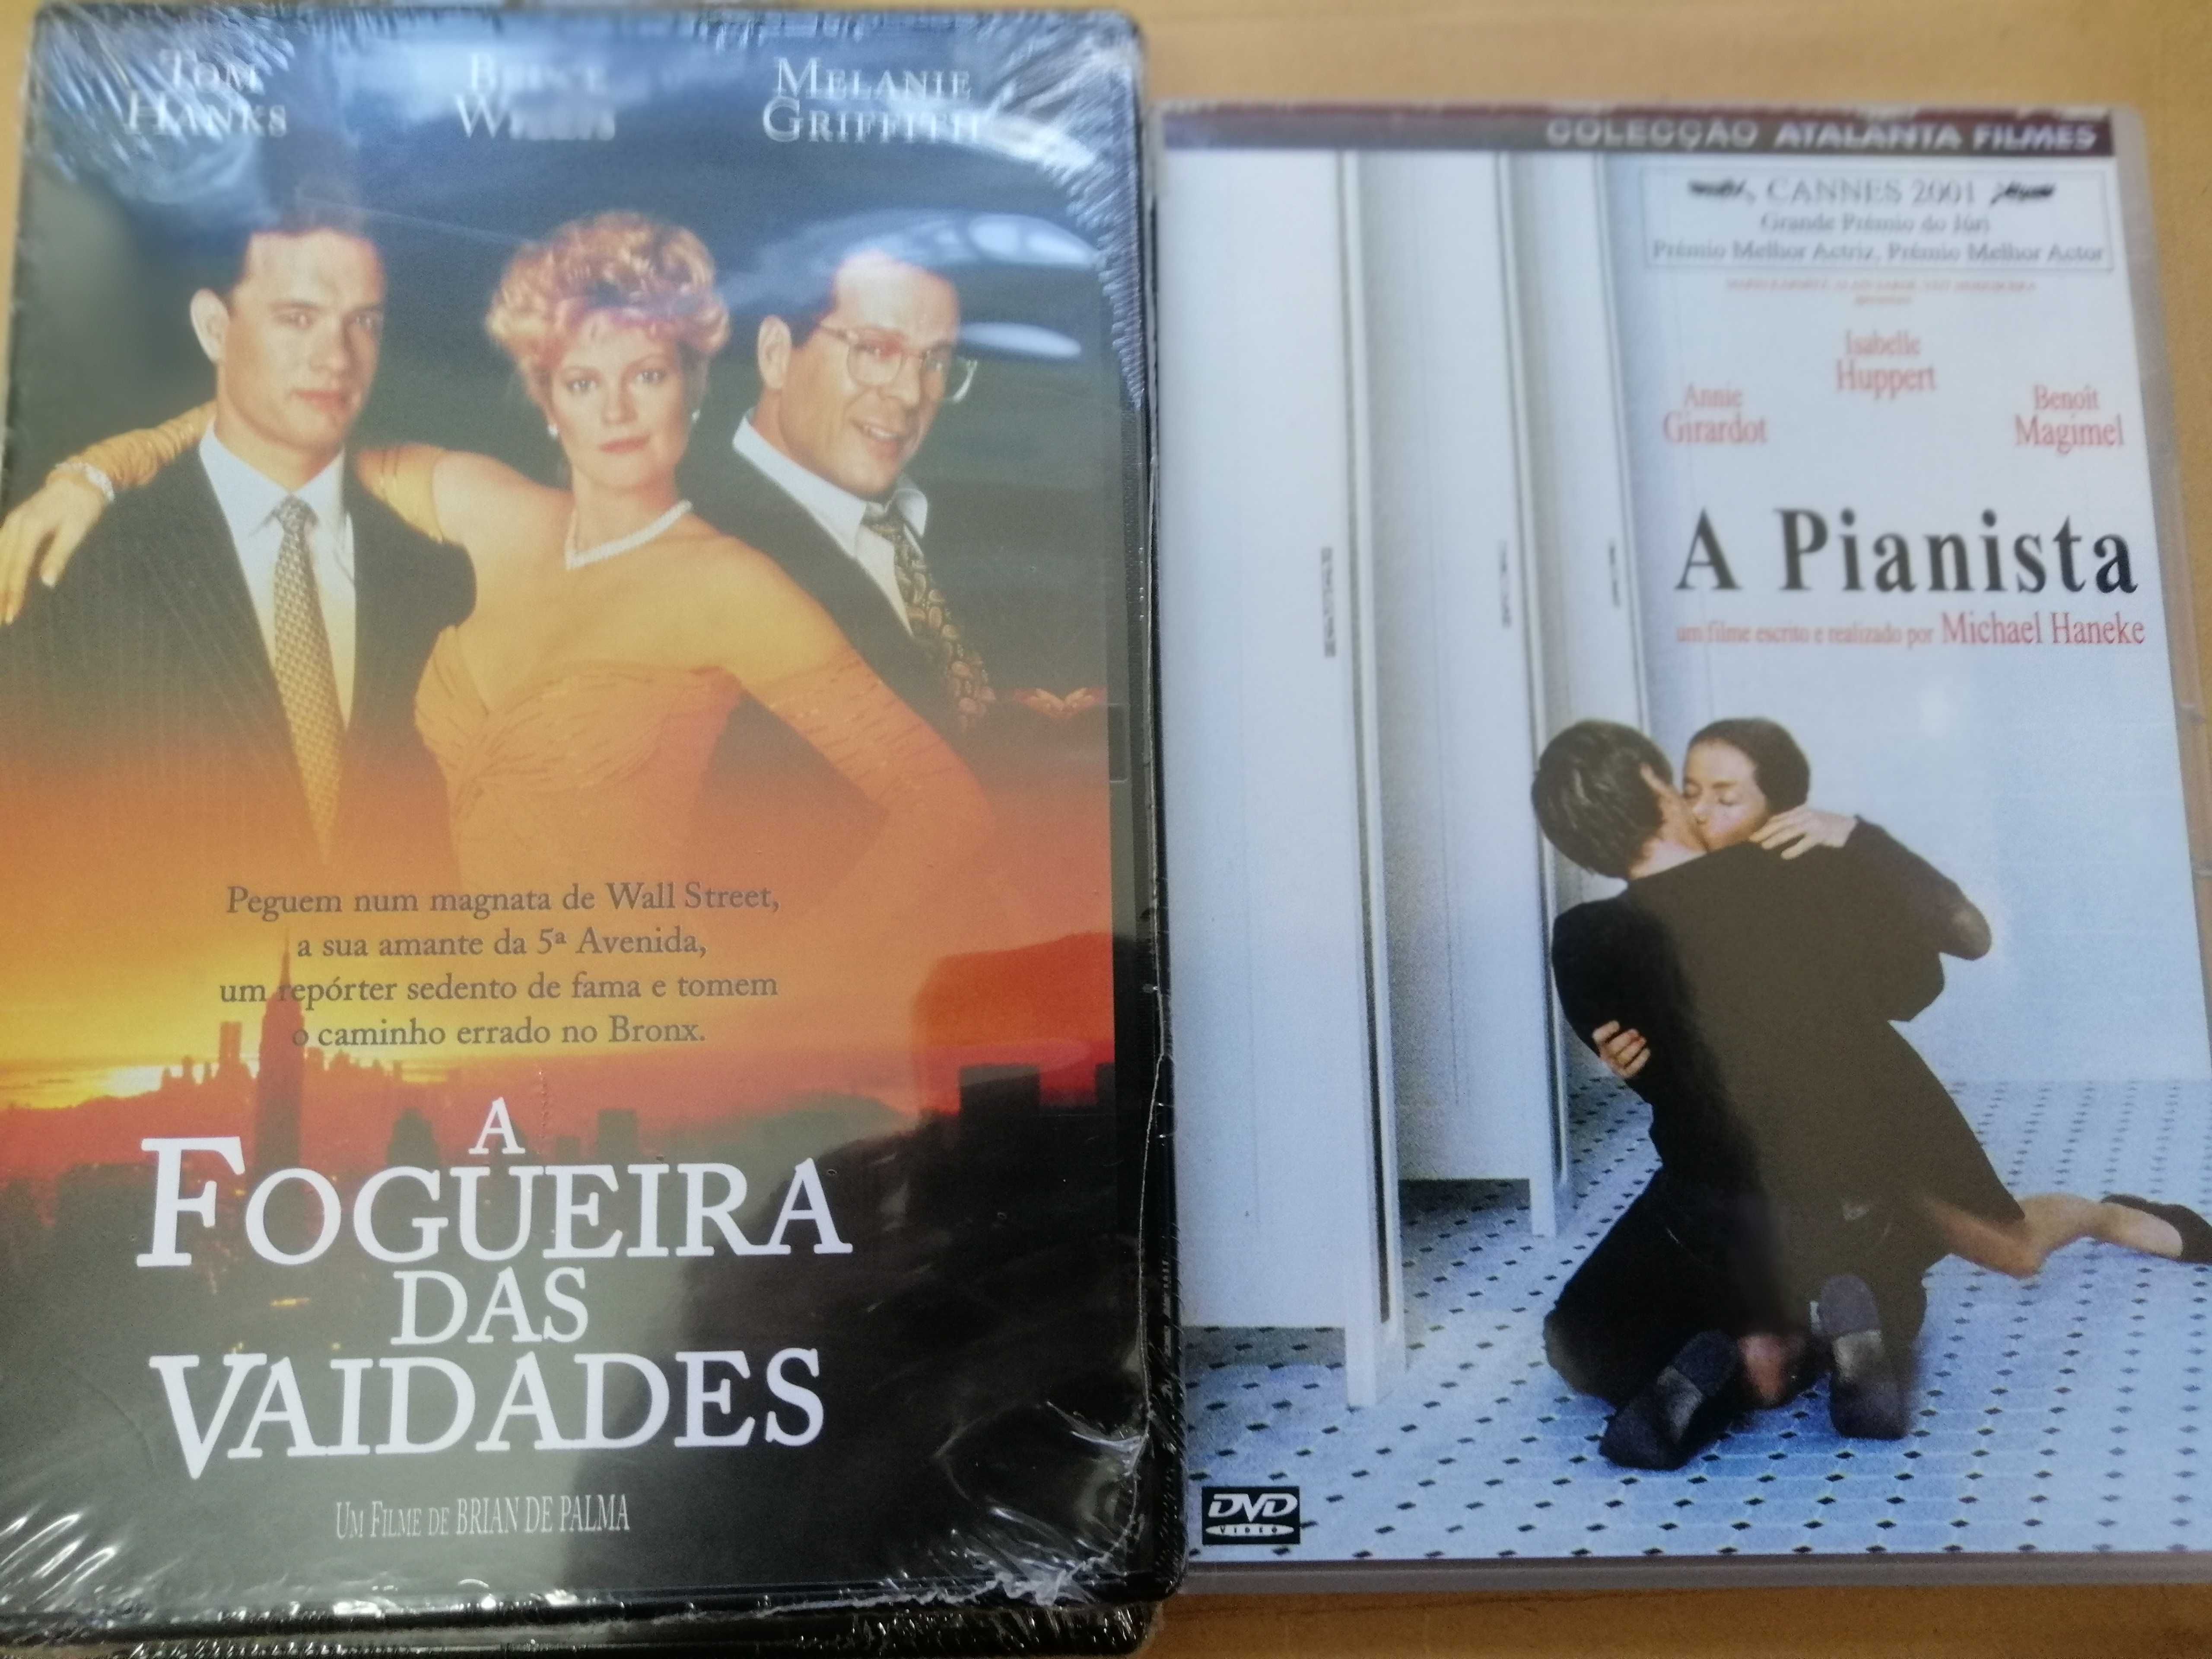 TOM HANKS
BRUCE WILLIS
MELANIE GRIFFITH
Peguem num magnata de Wall Street,
a sua amante da 5ª Avenida,
um repórter sedento de fama e tomem
o caminho errado no Bronx.
A
FOGUEIRA
DAS
VAIDADES
UM FILME DE BRIAN DE PALMA
COLECÇÃO ATALANTA FILMES
CANNES 2001
Grande Prémio do Júri
Prémio Melhor Actriz, Prémio Melhor Actor
Isabelle
Huppert
Annie
Girardot
Benoît
Magimel
A Pianista
um filme escrito e realizado por Michael Haneke
DVD
VIDEO